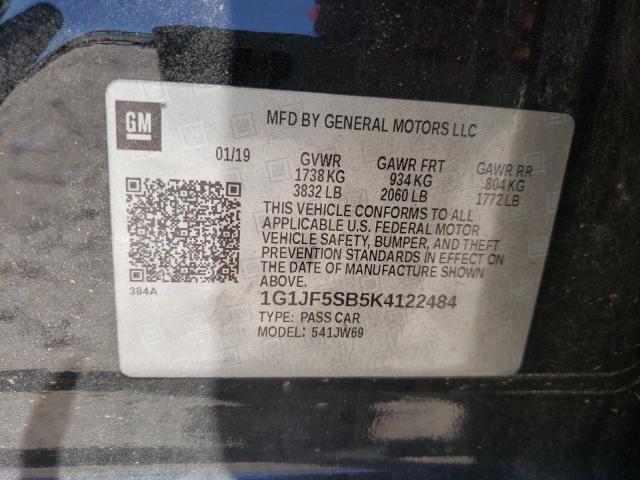 GM
MFD BY GENERAL MOTORS LLC
01/19 GVWR GAWR FRT GAWR RR
1738 KG 934 KG 804 KG
3832 LB 2060 LB 1772 LB
THIS VEHICLE CONFORMS TO ALL
APPLICABLE U.S. FEDERAL MOTOR
VEHICLE SAFETY, BUMPER, AND THEFT
PREVENTION STANDARDS IN EFFECT ON
THE DATE OF MANUFACTURE SHOWN
ABOVE.
384A
1G1JF5SB5K4122484
TYPE: PASS CAR
MODEL: 541JW69